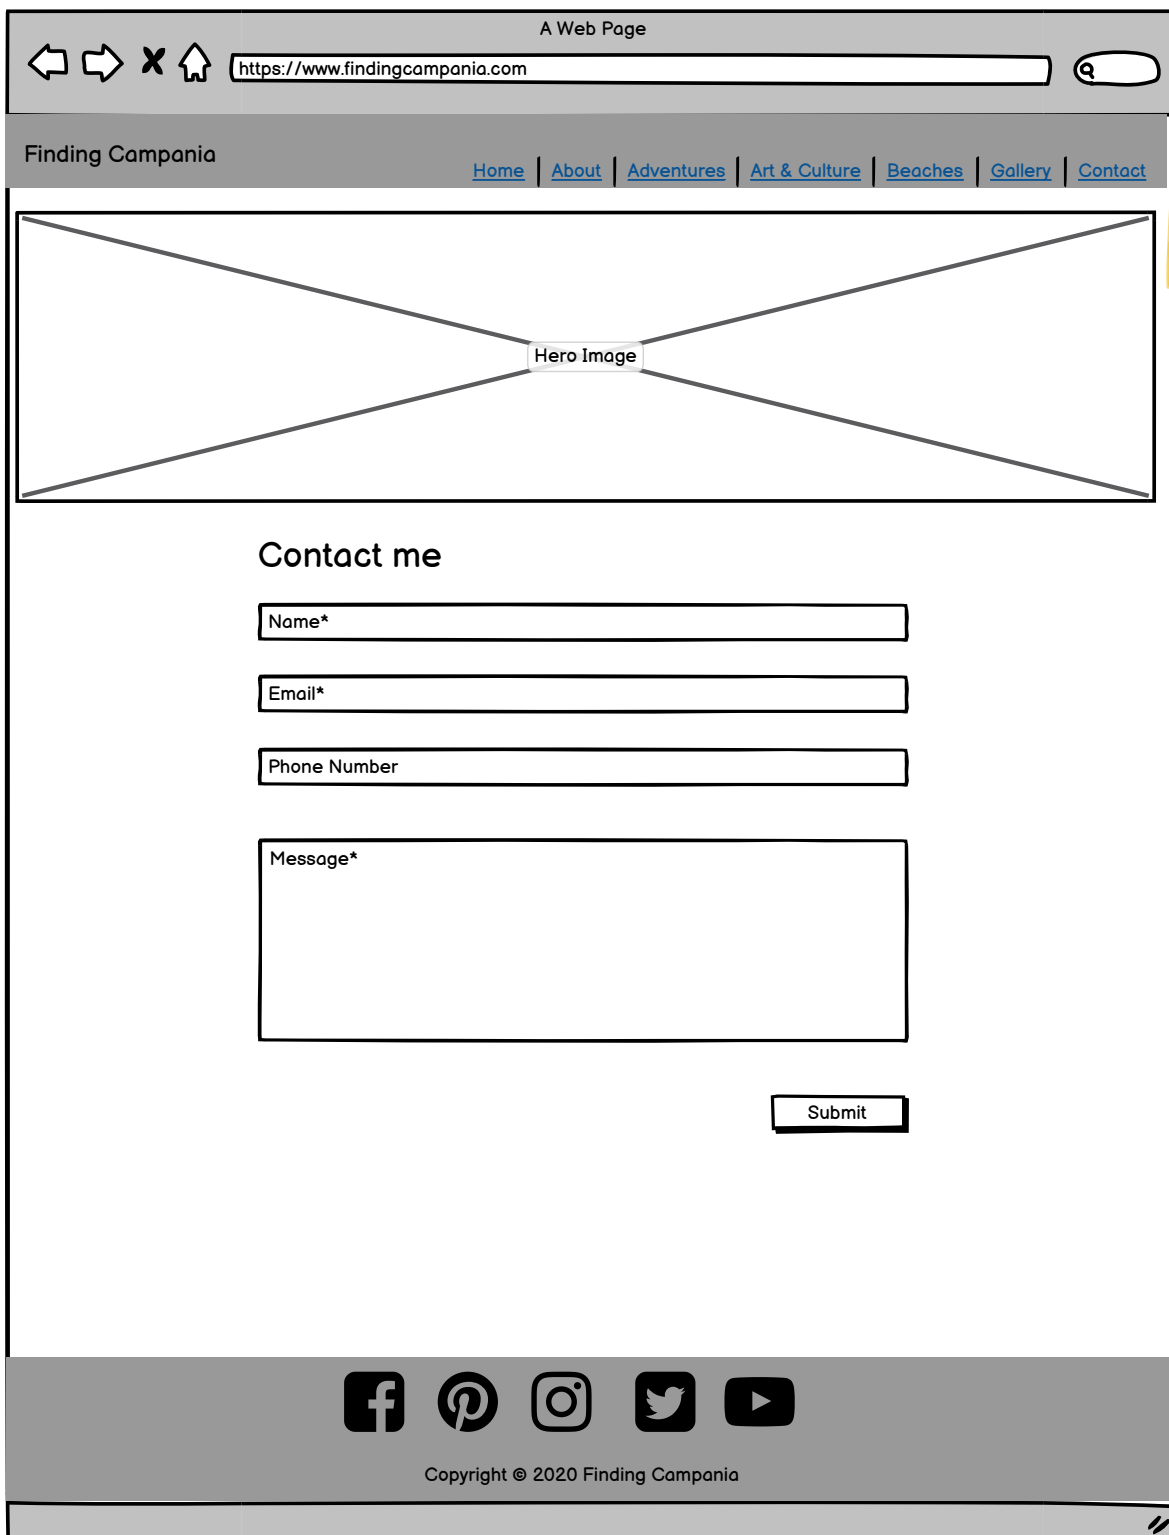 A Web Page
https://www.findingcampania.com
Finding Campania
Home About Adventures Art & Culture Beaches Gallery Contact
Hero Image
Contact me
Name*
Email*
Phone Number
Message*
Submit
Copyright © 2020 Finding Campania